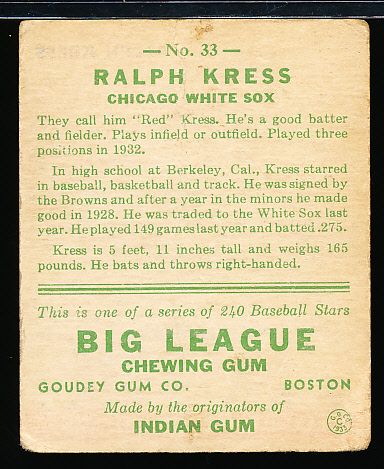 — No. 33 —
RALPH KRESS
CHICAGO WHITE SOX
They call him "Red" Kress. He's a good batter
and fielder. Plays infield or outfield. Played three
positions in 1932.
In high school at Berkeley, Cal., Kress starred
in baseball, basketball and track. He was signed by
the Browns and after a year in the minors he made
good in 1928. He was traded to the White Sox last
year. He played 149 games last year and batted .275.
Kress is 5 feet, 11 inches tall and weighs 165
pounds. He bats and throws right-handed.
This is one of a series of 240 Baseball Stars
BIG LEAGUE
CHEWING GUM
GOUDEY GUM CO. BOSTON
Made by the originators of
INDIAN GUM